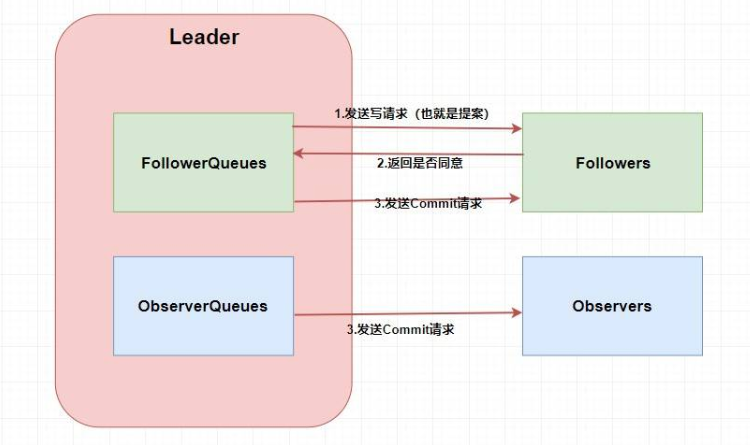 Leader
1.发送写请求（也就是提案）
FollowerQueues
2.返回是否同意
Followers
3.发送Commit请求
ObserverQueues
Observers
3.发送Commit请求